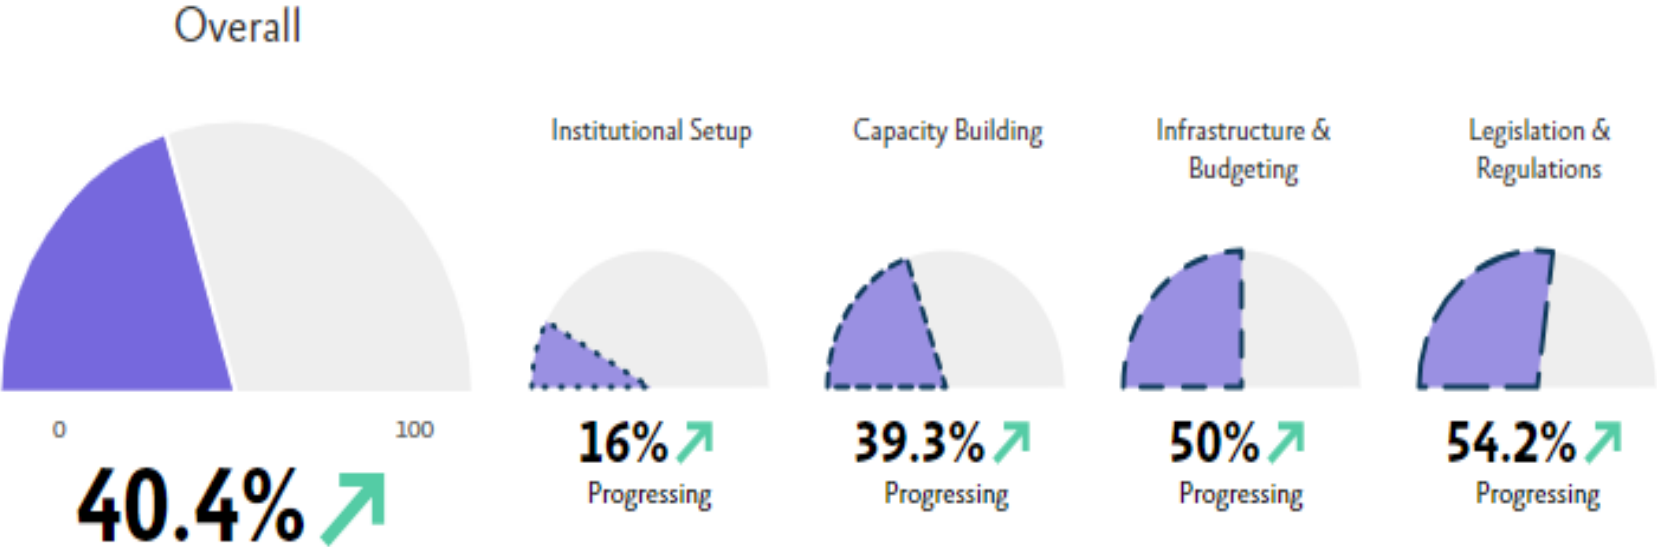 Overall
0 100
40.4%
Institutional Setup
16%
Progressing
Capacity Building
39.3%
Progressing
Infrastructure &
Budgeting
50%
Progressing
Legislation &
Regulations
54.2%
Progressing